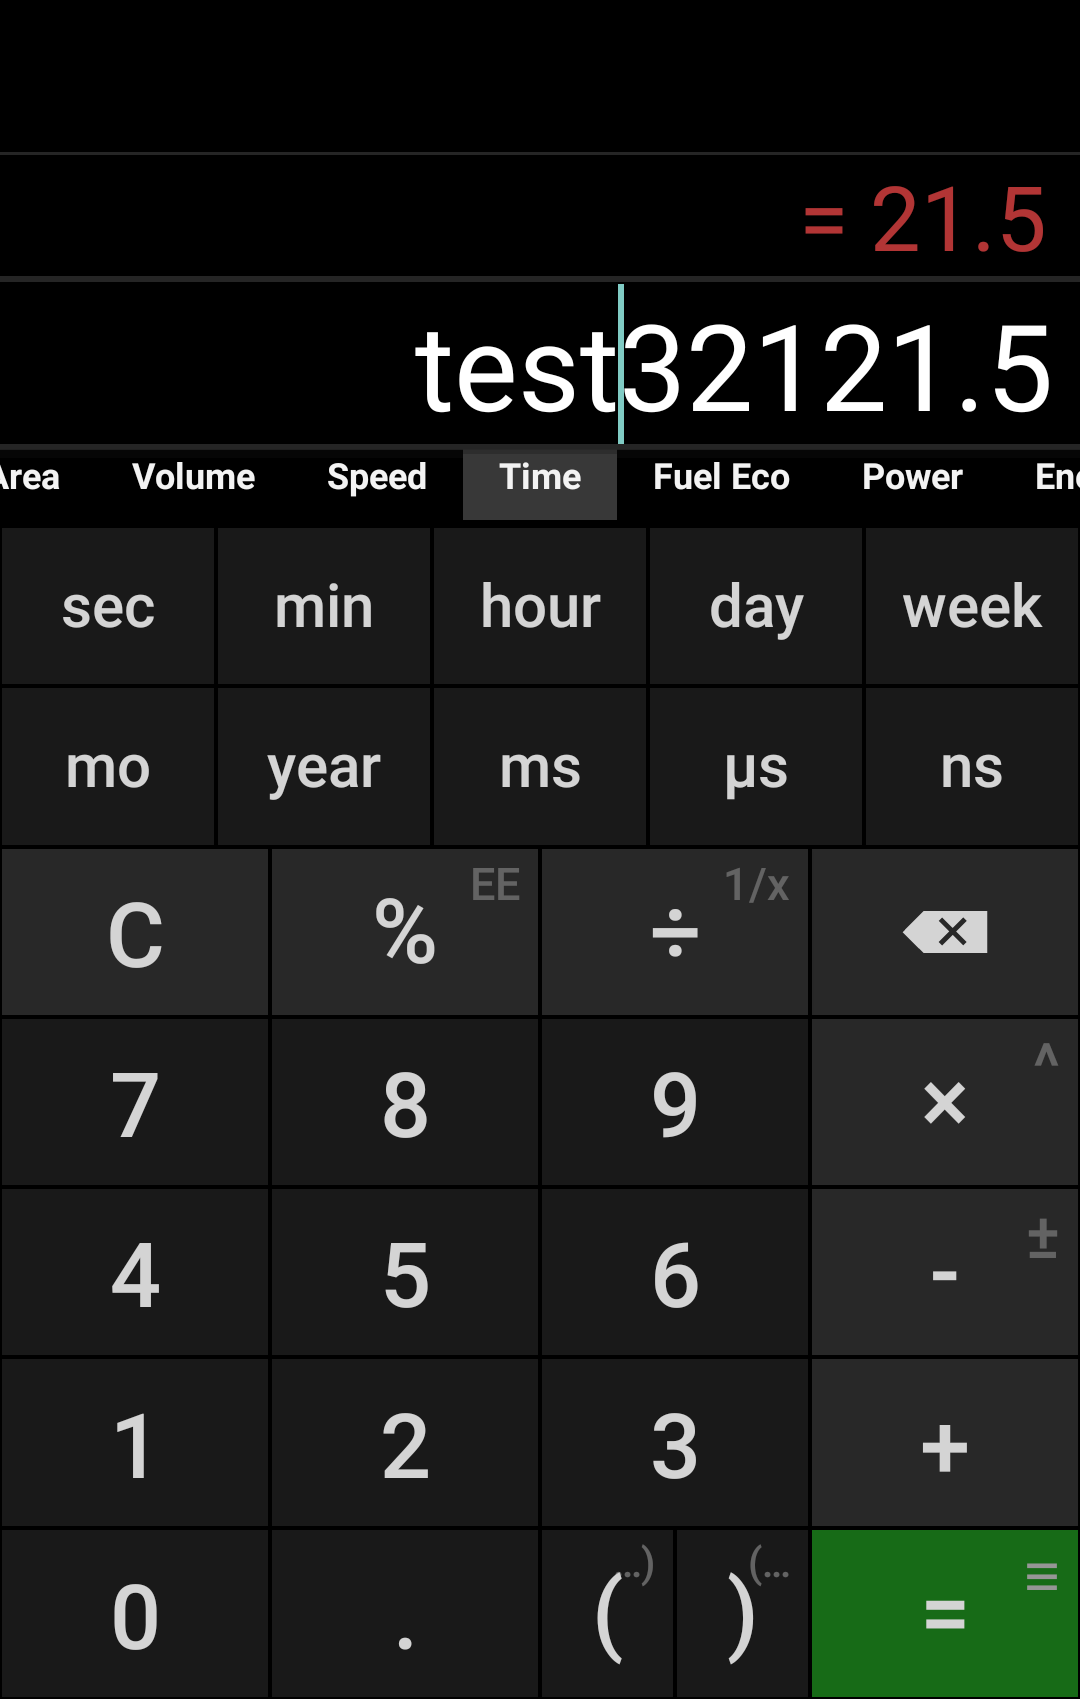 = 21.5
test32121.5
Area Volume Speed Time Fuel Eco Power Ene
sec min hour day week
mo year ms µs ns
C % EE ÷ 1/x
7 8 9 × ^
4 5 6 - ±
1 2 3 +
0 . ( ..) ) (... = ≡